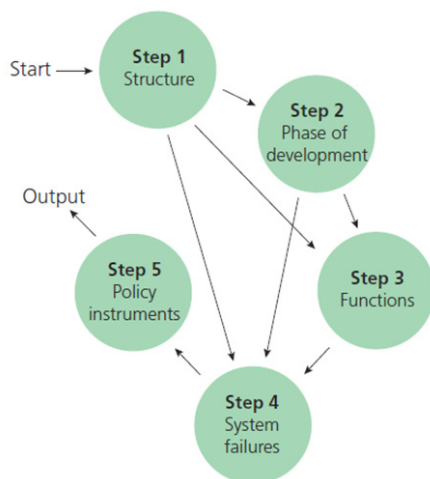 Start
Step 1
Structure
Step 2
Phase of
development
Step 3
Functions
Step 4
System
failures
Step 5
Policy
instruments
Output